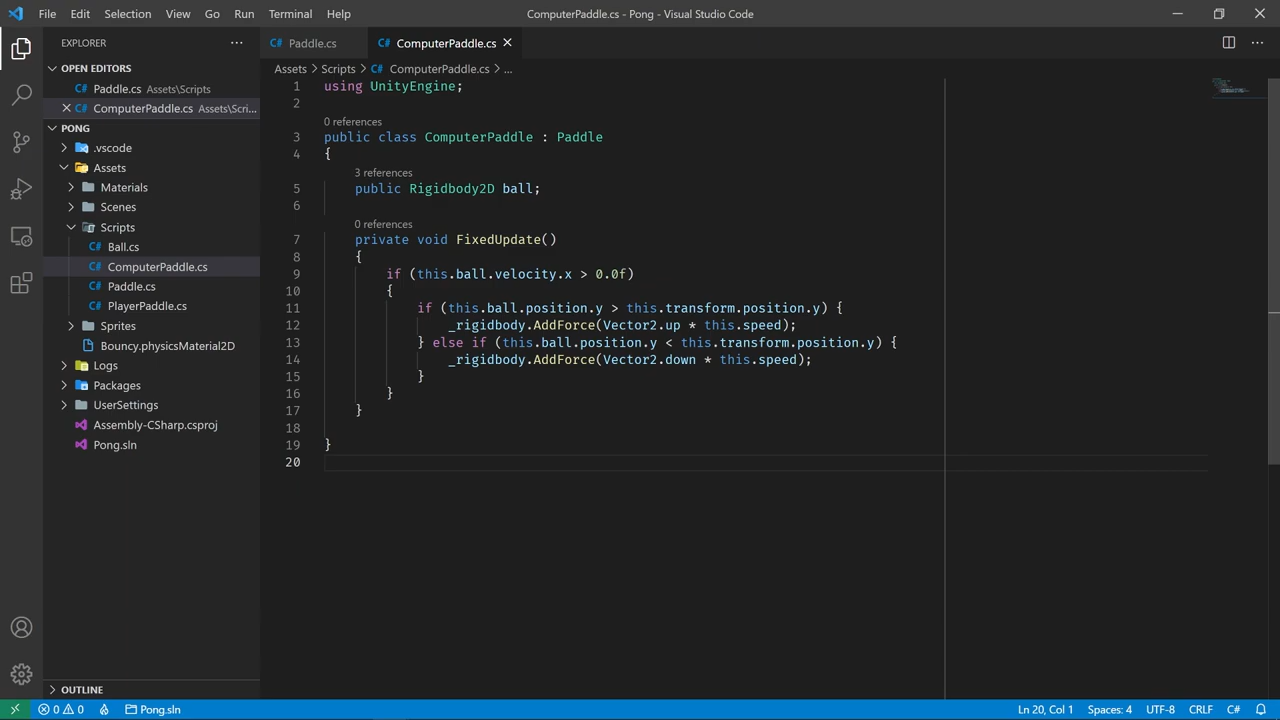 File Edit Selection View Go Run Terminal Help
ComputerPaddle.cs - Pong - Visual Studio Code
EXPLORER
OPEN EDITORS
C# Paddle.cs Assets\Scripts
C# ComputerPaddle.cs Assets\Scri...
PONG
.vscode
Assets
Materials
Scenes
Scripts
C# Ball.cs
C# ComputerPaddle.cs
C# Paddle.cs
C# PlayerPaddle.cs
Sprites
Bouncy.physicsMaterial2D
Logs
Packages
UserSettings
Assembly-CSharp.csproj
Pong.sln
OUTLINE
C# Paddle.cs
C# ComputerPaddle.cs
Assets > Scripts > C# ComputerPaddle.cs > ...
1 using UnityEngine;
2
0 references
3 public class ComputerPaddle : Paddle
4 {
3 references
5 public Rigidbody2D ball;
6
0 references
7 private void FixedUpdate()
8 {
9 if (this.ball.velocity.x > 0.0f)
10 {
11 if (this.ball.position.y > this.transform.position.y) {
12 _rigidbody.AddForce(Vector2.up * this.speed);
13 } else if (this.ball.position.y < this.transform.position.y) {
14 _rigidbody.AddForce(Vector2.down * this.speed);
15 }
16 }
17 }
18
19 }
20
0 0 Pong.sln
Ln 20, Col 1 Spaces: 4 UTF-8 CRLF C#